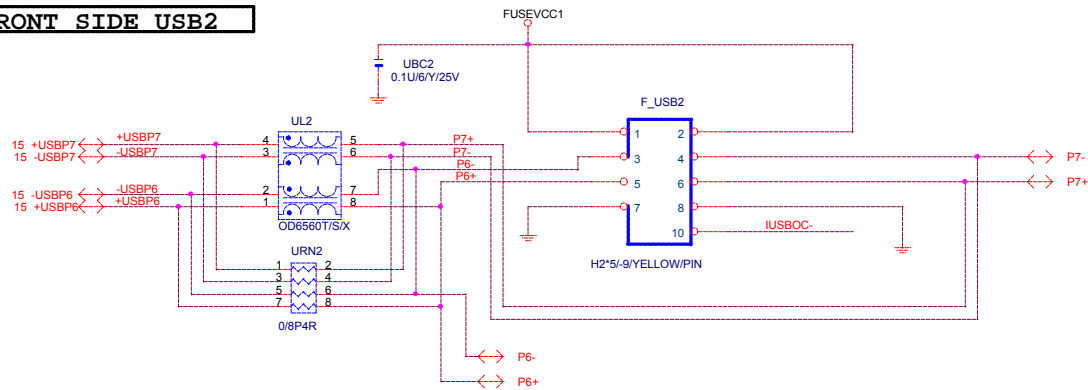 RONT SIDE USB2
FUSEVCC1
UBC2
0.1U/6/Y/25V
F_USB2
UL2
1 2
3 4
5 6
7 8
10
15 +USBP7 +USBP7 4 5 P7+
15 -USBP7 -USBP7 3 6 P7-
P6-
15 -USBP6 -USBP6 2 7 P6+
15 +USBP6 +USBP6 1 8
OD6560T/S/X
P7-
P7+
IUSBOC-
H2*5/-9/YELLOW/PIN
URN2
1 2
3 4
5 6
7 8
0/8P4R
P6-
P6+